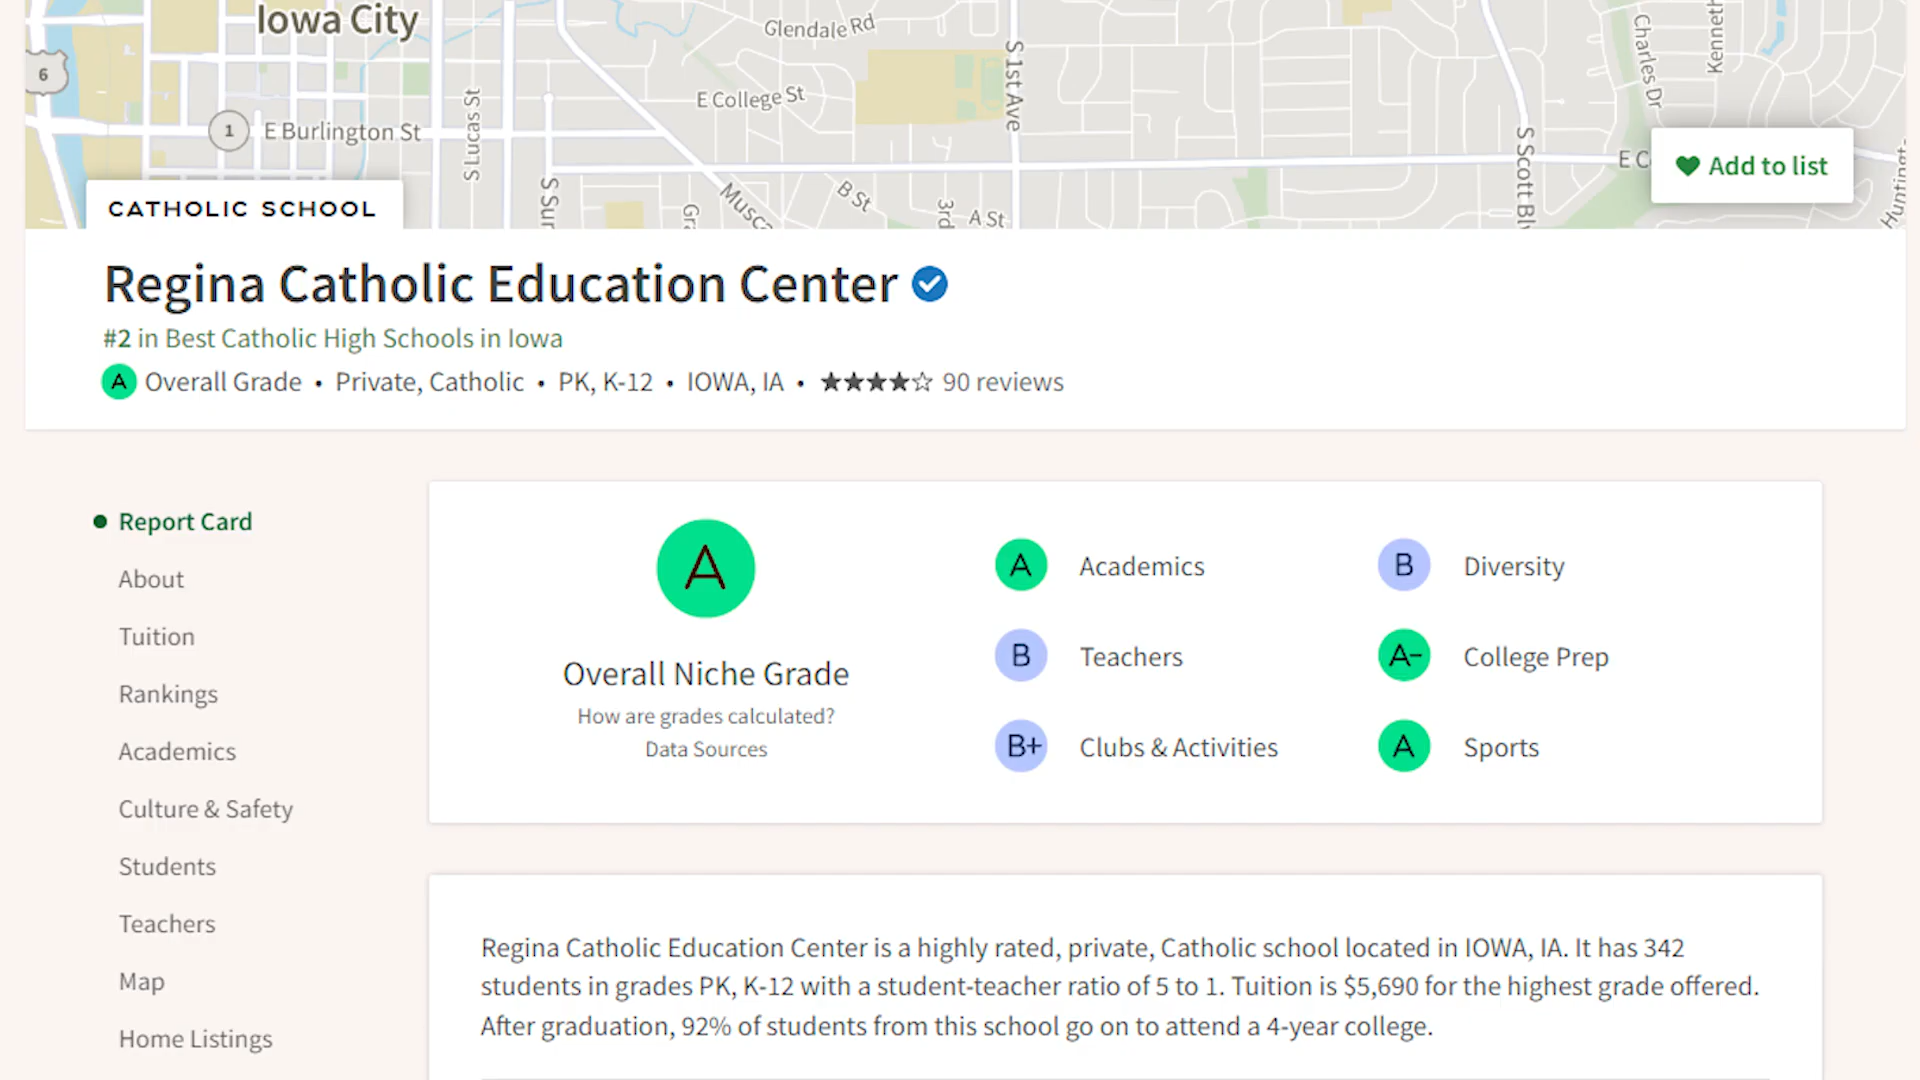 Iowa City
Glendale Rd
Charles Dr
Kenneth
6
S 1st Ave
E College St
1
E Burlington St
S Lucas St
S Scott Bl
E C
Add to list
S Sur
Musca
B St
3rd
A St
Gra
Hunting
CATHOLIC SCHOOL
Regina Catholic Education Center
#2 in Best Catholic High Schools in Iowa
A Overall Grade • Private, Catholic • PK, K-12 • IOWA, IA • ★★★★☆ 90 reviews
Report Card
About
Tuition
Rankings
Academics
Culture & Safety
Students
Teachers
Map
Home Listings
A
Overall Niche Grade
How are grades calculated?
Data Sources
A Academics
B Diversity
B Teachers
A- College Prep
B+ Clubs & Activities
A Sports
Regina Catholic Education Center is a highly rated, private, Catholic school located in IOWA, IA. It has 342
students in grades PK, K-12 with a student-teacher ratio of 5 to 1. Tuition is $5,690 for the highest grade offered.
After graduation, 92% of students from this school go on to attend a 4-year college.